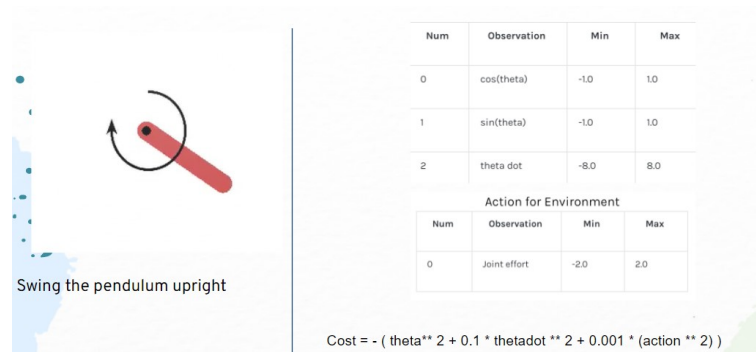 Num Observation Min Max
0 cos(theta) -1.0 1.0
1 sin(theta) -1.0 1.0
2 theta dot -8.0 8.0
Action for Environment
Num Observation Min Max
0 Joint effort -2.0 2.0
Swing the pendulum upright
Cost = - ( theta** 2 + 0.1 * thetadot ** 2 + 0.001 * (action ** 2) )